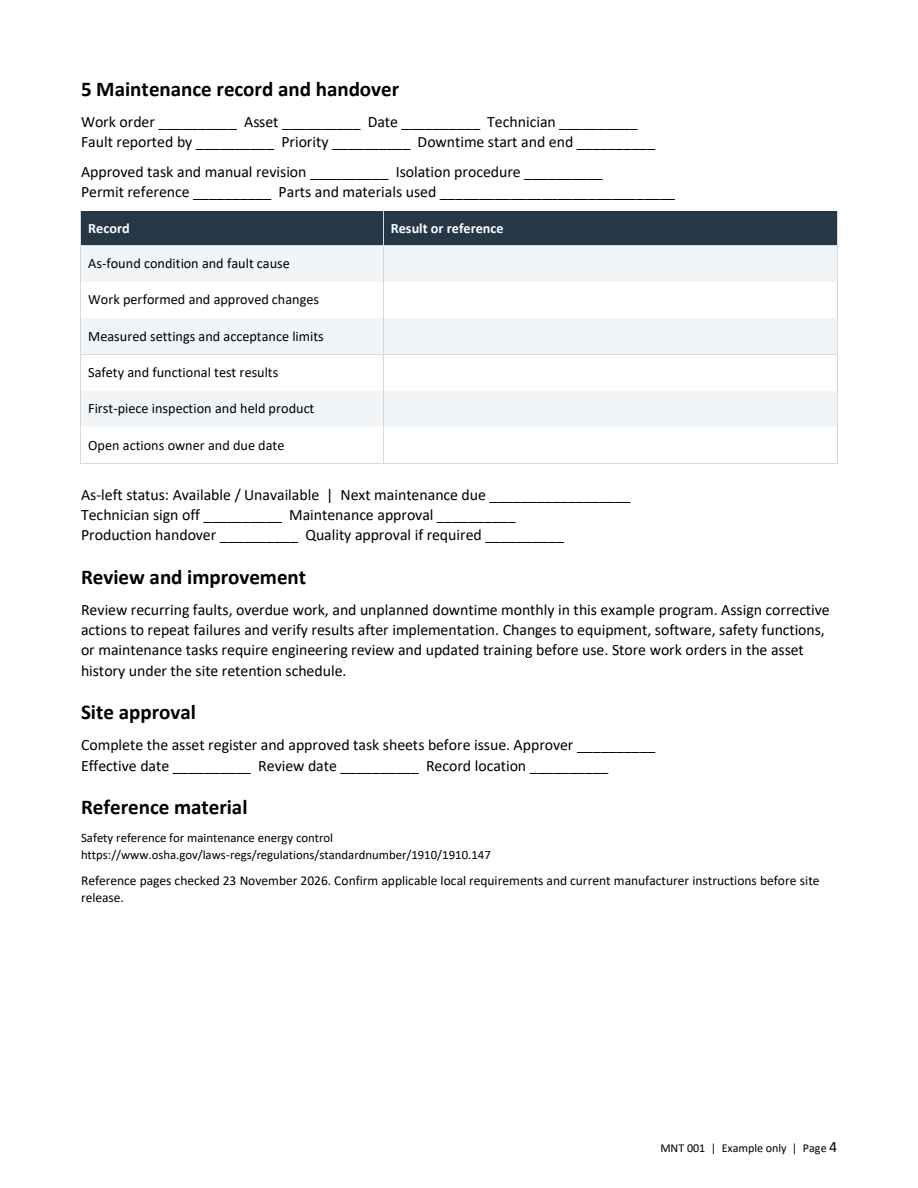 5 Maintenance record and handover
Work order __________ Asset __________ Date __________ Technician __________
Fault reported by __________ Priority __________ Downtime start and end __________
Approved task and manual revision __________ Isolation procedure __________
Permit reference __________ Parts and materials used ______________________________
Record Result or reference
As-found condition and fault cause
Work performed and approved changes
Measured settings and acceptance limits
Safety and functional test results
First-piece inspection and held product
Open actions owner and due date
As-left status: Available / Unavailable | Next maintenance due __________________
Technician sign off __________ Maintenance approval __________
Production handover __________ Quality approval if required __________
Review and improvement
Review recurring faults, overdue work, and unplanned downtime monthly in this example program. Assign corrective
actions to repeat failures and verify results after implementation. Changes to equipment, software, safety functions,
or maintenance tasks require engineering review and updated training before use. Store work orders in the asset
history under the site retention schedule.
Site approval
Complete the asset register and approved task sheets before issue. Approver __________
Effective date __________ Review date __________ Record location __________
Reference material
Safety reference for maintenance energy control
https://www.osha.gov/laws-regs/regulations/standardnumber/1910/1910.147
Reference pages checked 23 November 2026. Confirm applicable local requirements and current manufacturer instructions before site
release.
MNT 001 | Example only | Page 4